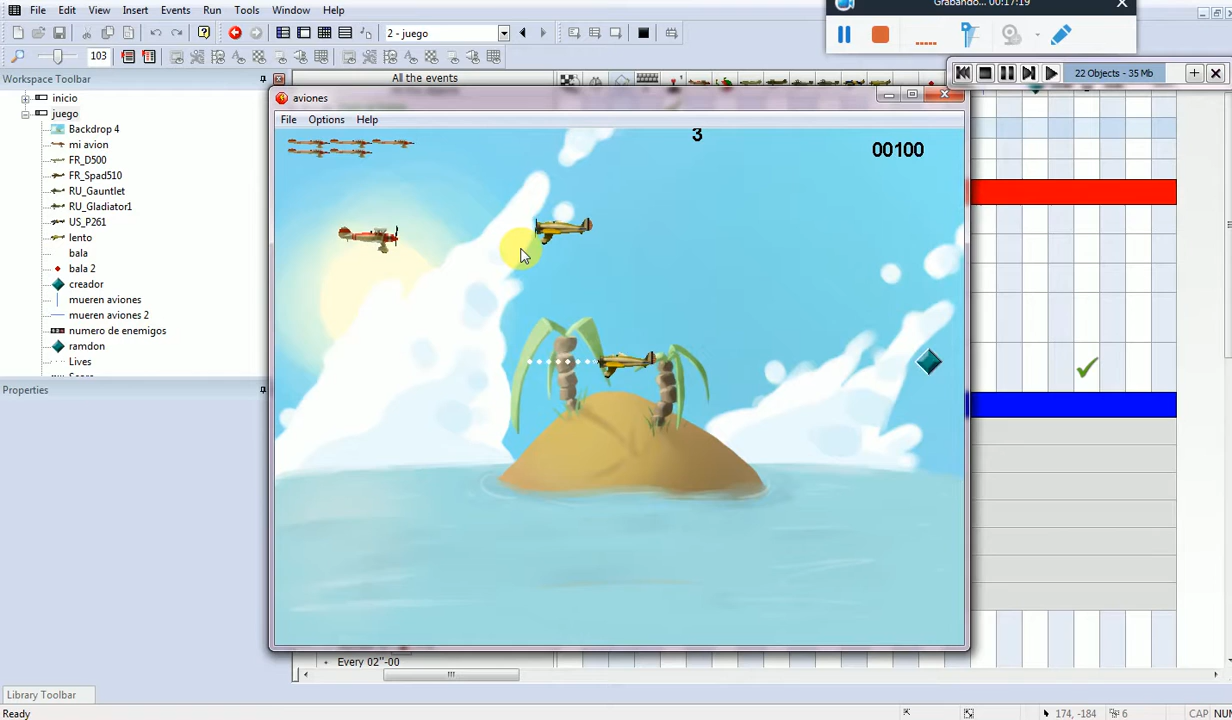 File Edit View Insert Events Run Tools Window Help
Grabando... 00:17:19
2 - juego
103
Workspace Toolbar
All the events
22 Objects - 35 Mb
inicio
juego
Backdrop 4
mi avion
FR_D500
FR_Spad510
RU_Gauntlet
RU_Gladiator1
US_P261
lento
bala
bala 2
creador
mueren aviones
mueren aviones 2
numero de enemigos
ramdon
Lives
Properties
aviones
File Options Help
3
00100
Every 02"-00
Library Toolbar
Ready
174, -184
6
CAP
NUM